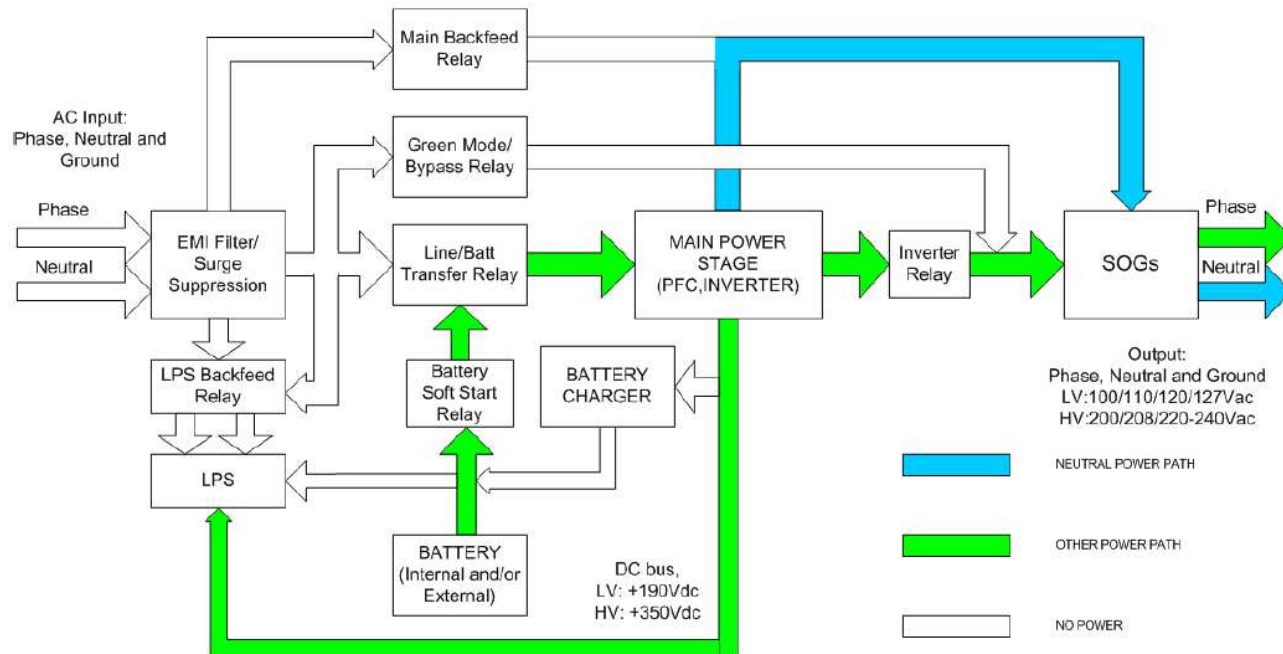 Main Backfeed
Relay
AC Input:
Phase, Neutral and
Ground
Green Mode/
Bypass Relay
Phase
Neutral
EMI Filter/
Surge
Suppression
Line/Batt
Transfer Relay
MAIN POWER
STAGE
(PFC,INVERTER)
Inverter
Relay
SOGs
Phase
Neutral
LPS Backfeed
Relay
Battery
Soft Start
Relay
BATTERY
CHARGER
Output:
Phase, Neutral and Ground
LV:100/110/120/127Vac
HV:200/208/220-240Vac
LPS
BATTERY
(Internal and/or
External)
DC bus,
LV: +190Vdc
HV: +350Vdc
NEUTRAL POWER PATH
OTHER POWER PATH
NO POWER